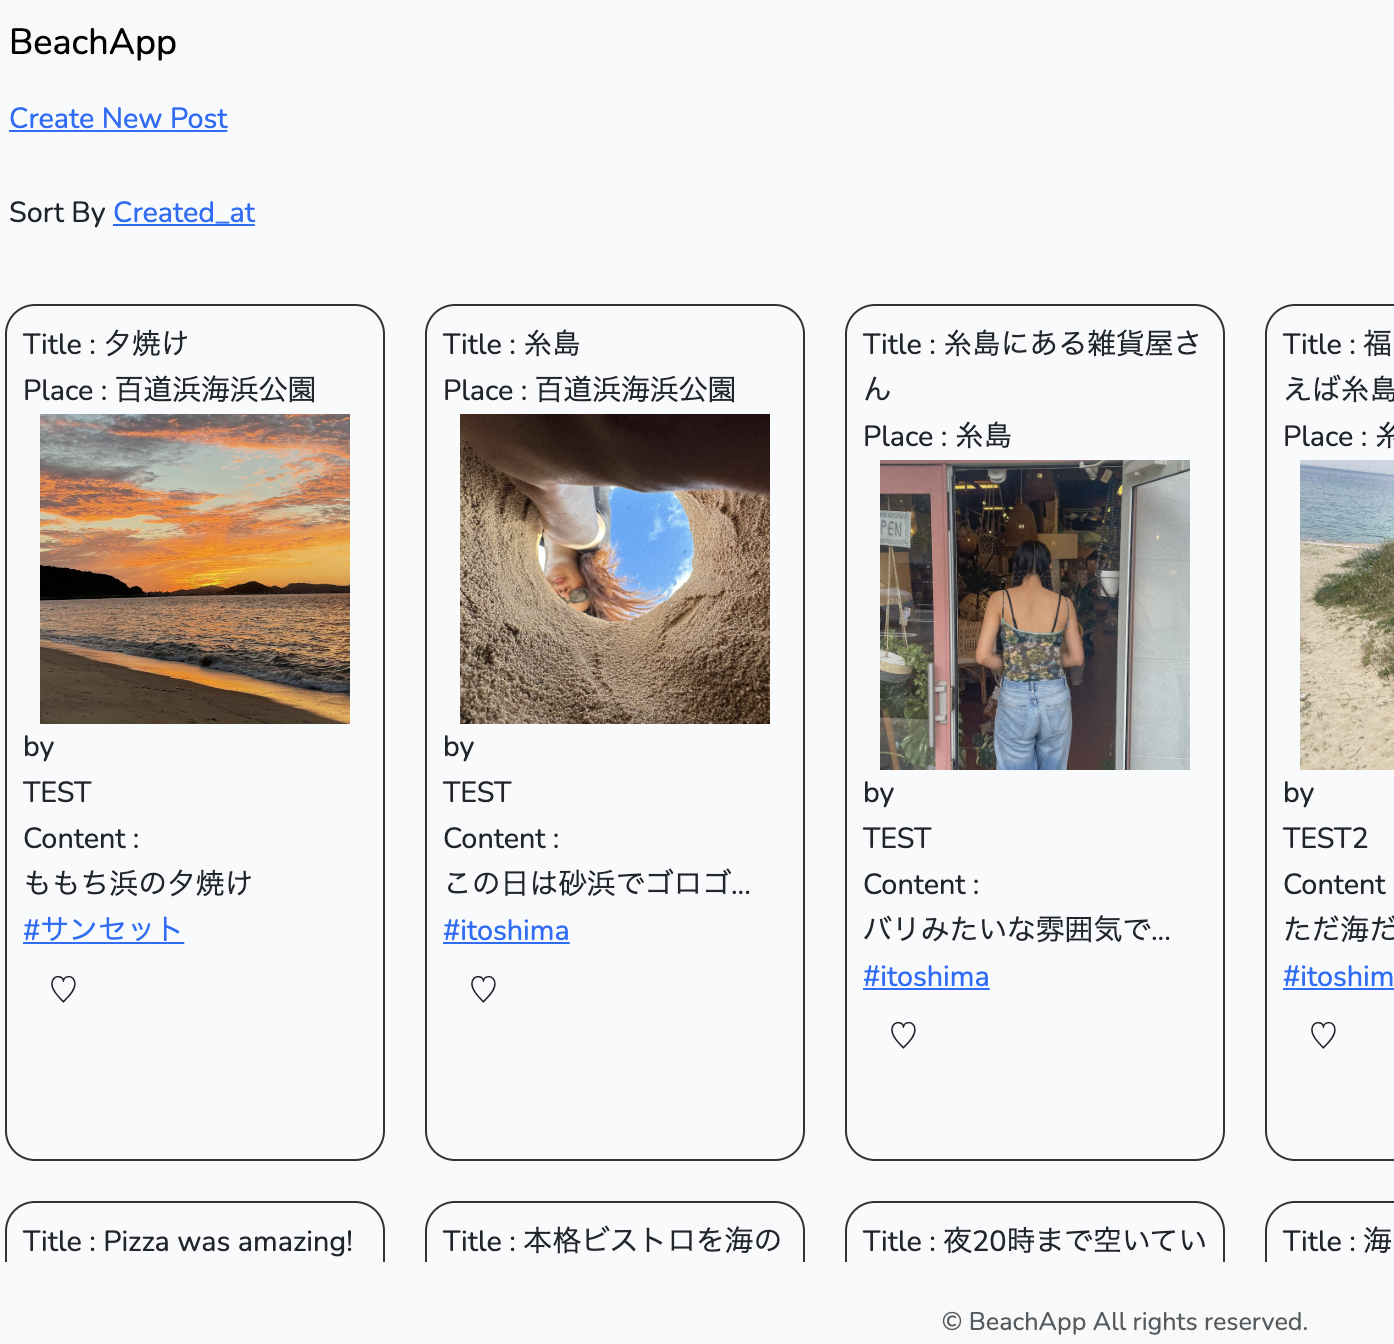 BeachApp
Create New Post
Sort By Created_at
Title : 夕焼け
Place : 百道浜海浜公園
by
TEST
Content :
ももち浜の夕焼け
#サンセット
♡
Title : 糸島
Place : 百道浜海浜公園
by
TEST
Content :
この日は砂浜でゴロゴ...
#itoshima
♡
Title : 糸島にある雑貨屋さ
ん
Place : 糸島
PEN
by
TEST
Content :
バリみたいな雰囲気で...
#itoshima
♡
Title : 福
えば糸島
Place : 糸
by
TEST2
Content
ただ海だ
#itoshim
♡
Title : Pizza was amazing!
Title : 本格ビストロを海の
Title : 夜20時まで空いてい
Title : 海
© BeachApp All rights reserved.